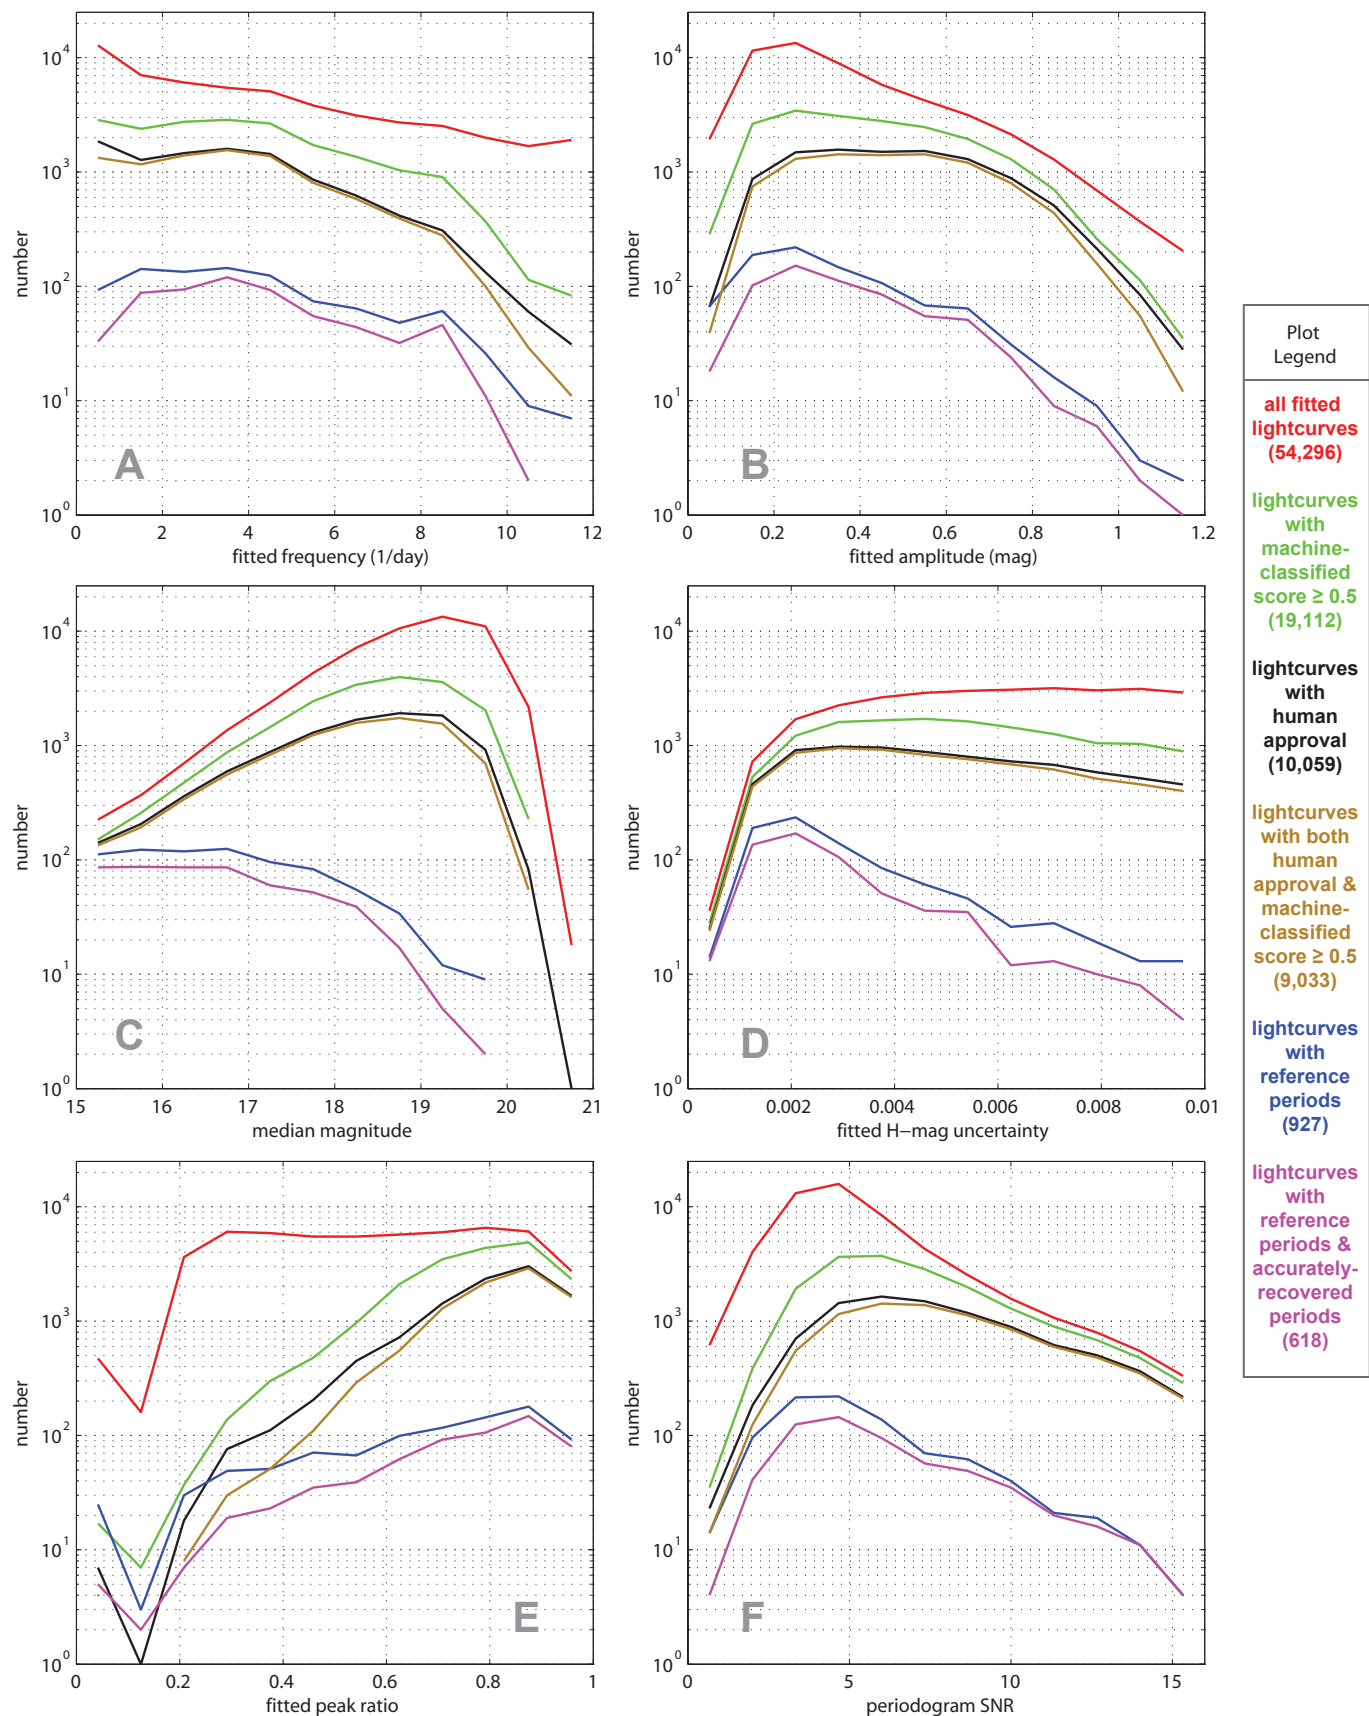 10^4
10^3
10^2
10^1
10^0
number
A
0 2 4 6 8 10 12
fitted frequency (1/day)
10^4
10^3
10^2
10^1
10^0
number
B
0 0.2 0.4 0.6 0.8 1 1.2
fitted amplitude (mag)
10^4
10^3
10^2
10^1
10^0
number
C
15 16 17 18 19 20 21
median magnitude
10^4
10^3
10^2
10^1
10^0
number
D
0 0.002 0.004 0.006 0.008 0.01
fitted H−mag uncertainty
10^4
10^3
10^2
10^1
10^0
number
E
0 0.2 0.4 0.6 0.8 1
fitted peak ratio
10^4
10^3
10^2
10^1
10^0
number
F
0 5 10 15
periodogram SNR
Plot
Legend
all fitted
lightcurves
(54,296)
lightcurves
with
machine-
classified
score ≥ 0.5
(19,112)
lightcurves
with
human
approval
(10,059)
lightcurves
with both
human
approval &
machine-
classified
score ≥ 0.5
(9,033)
lightcurves
with
reference
periods
(927)
lightcurves
with
reference
periods &
accurately-
recovered
periods
(618)